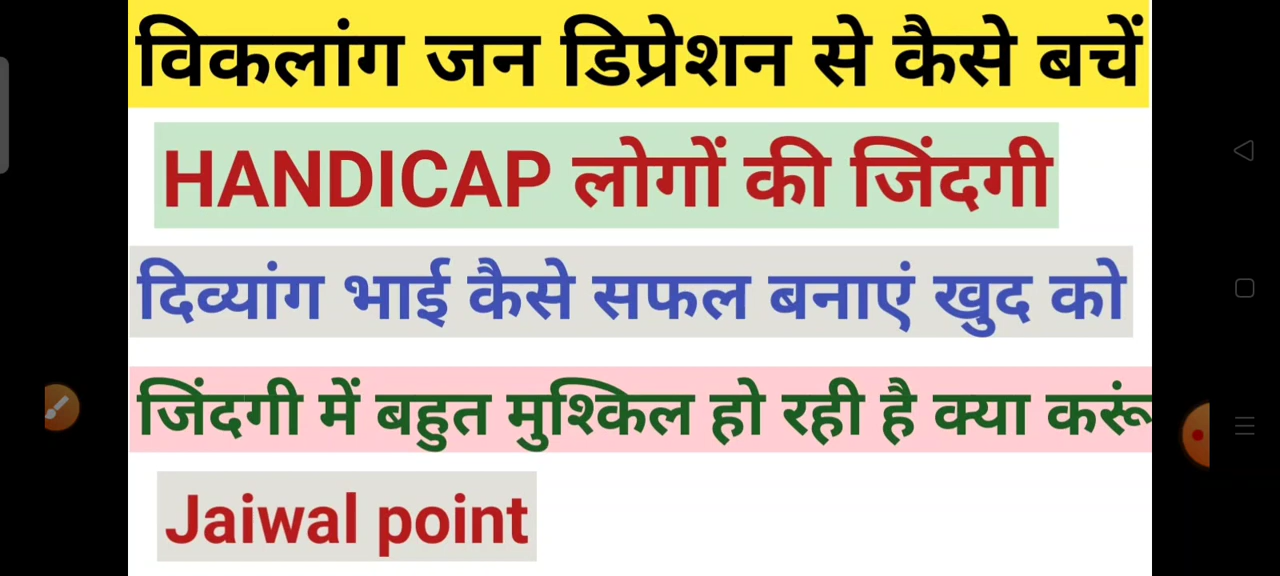 विकलांग जन डिप्रेशन से कैसे बचें
HANDICAP लोगों की जिंदगी
दिव्यांग भाई कैसे सफल बनाएं खुद को
जिंदगी में बहुत मुश्किल हो रही है क्या करूं
Jaiwal point